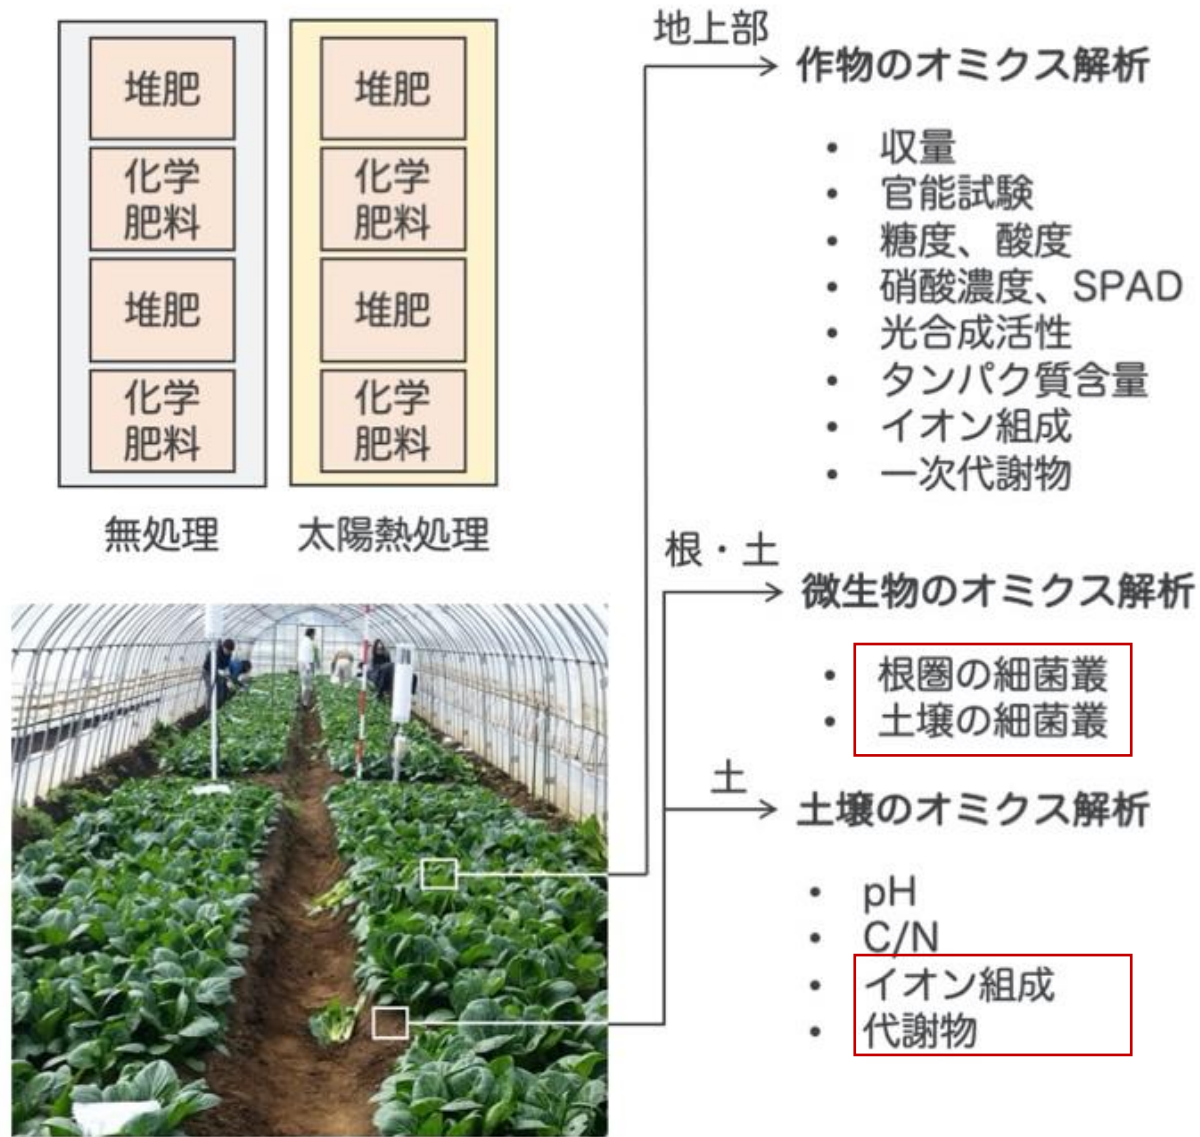 堆肥
化学
肥料
堆肥
化学
肥料
無処理
堆肥
化学
肥料
堆肥
化学
肥料
太陽熱処理
地上部
作物のオミクス解析
• 収量
• 官能試験
• 糖度、酸度
• 硝酸濃度、SPAD
• 光合成活性
• タンパク質含量
• イオン組成
• 一次代謝物
根・土
微生物のオミクス解析
• 根圏の細菌叢
• 土壌の細菌叢
土
土壌のオミクス解析
• pH
• C/N
• イオン組成
• 代謝物